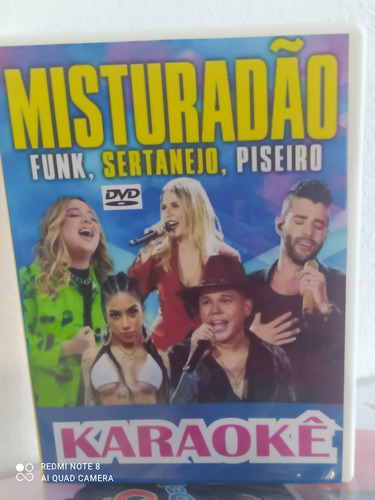 MISTURADÃO
FUNK, SERTANEJO, PISEIRO
DVD
KARAOKÊ
REDMI NOTE 8
AI QUAD CAMERA